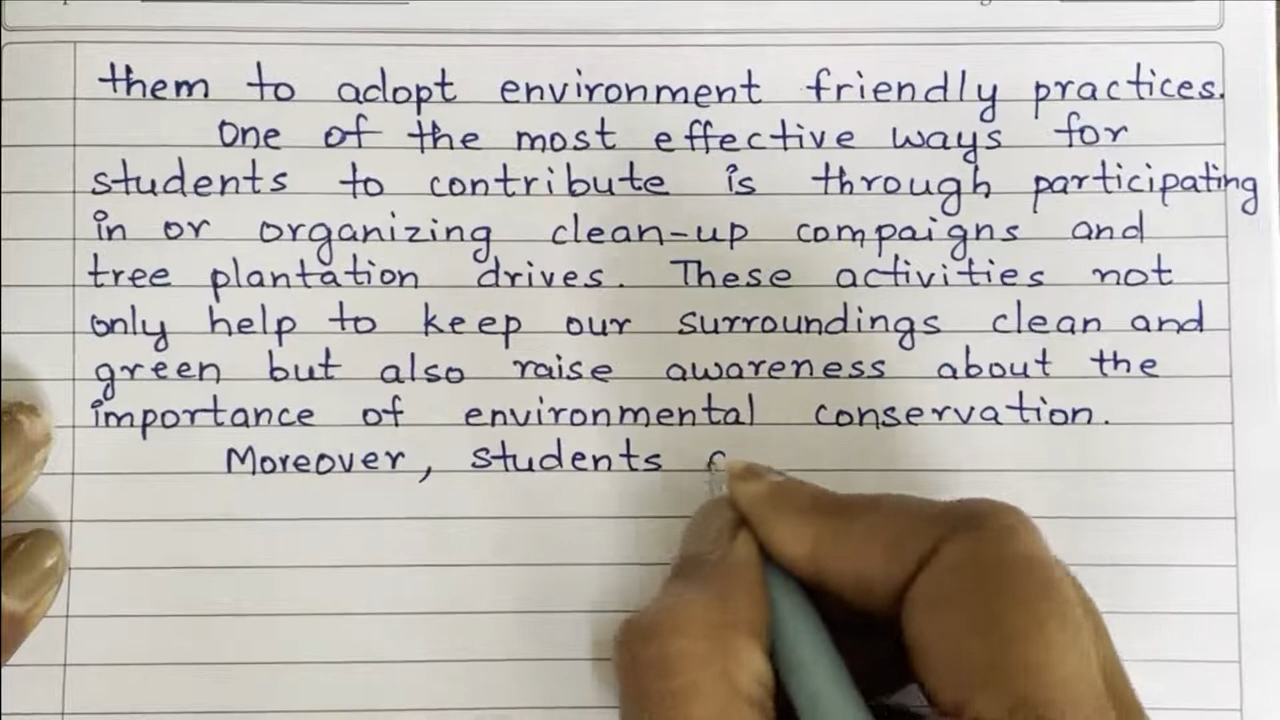 them to adopt environment friendly practices.
One of the most effective ways for
students to contribute is through participating
in or organizing clean-up compaigns and
tree plantation drives. These activities not
only help to keep our surroundings clean and
green but also raise awareness about the
importance of environmental conservation.
Moreover, students